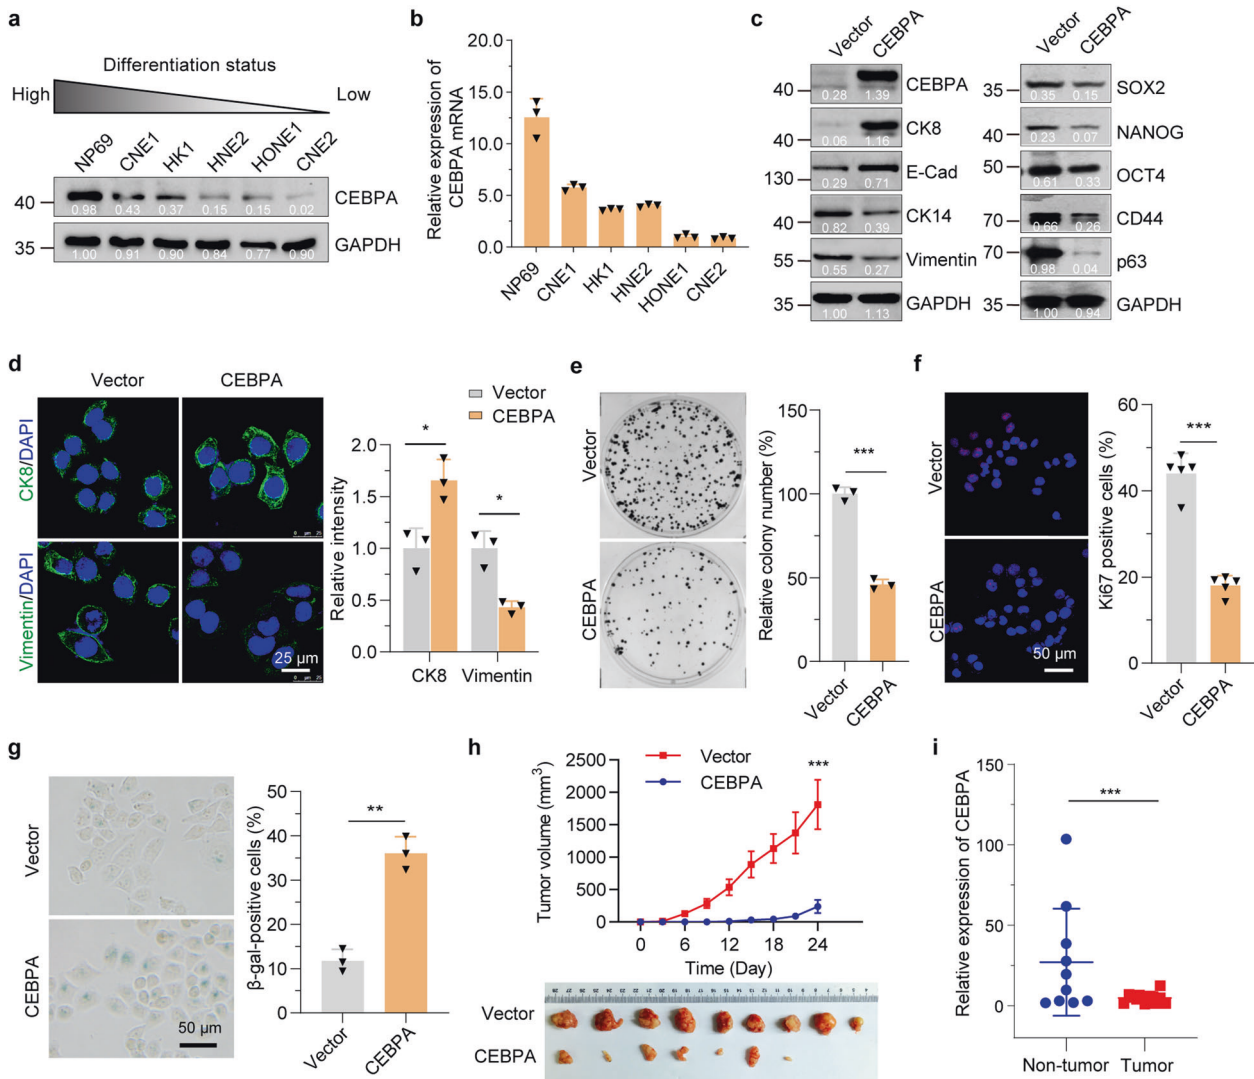 a
Differentiation status
High
Low
NP69
CNE1
HK1
HNE2
HONE1
CNE2
40
CEBPA
0.98 0.43 0.37 0.15 0.15 0.02
35
GAPDH
1.00 0.91 0.90 0.84 0.77 0.90
b
Relative expression of
CEBPA mRNA
20.0
15.0
10.0
5.0
0.0
NP69
CNE1
HK1
HNE2
HONE1
CNE2
c
Vector
CEBPA
40
CEBPA
0.28 1.39
CK8
40
0.06 1.16
E-Cad
130
0.29 0.71
CK14
40
0.82 0.39
55
Vimentin
0.55 0.27
35
GAPDH
1.00 1.13
Vector
CEBPA
35
SOX2
0.35 0.15
40
NANOG
0.23 0.07
50
OCT4
0.61 0.33
70
CD44
0.66 0.26
70
p63
0.98 0.04
35
GAPDH
1.00 0.94
d
Vector
CEBPA
CK8/DAPI
Vimentin/DAPI
25 µm
Vector
CEBPA
Relative intensity
2.0
1.5
1.0
0.5
0.0
*
*
CK8
Vimentin
e
Vector
CEBPA
Relative colony number (%)
150
100
50
0
***
Vector
CEBPA
f
Vector
CEBPA
50 µm
Ki67 positive cells (%)
60
40
20
0
***
Vector
CEBPA
g
Vector
CEBPA
50 µm
β-gal-positive cells (%)
50
40
30
20
10
0
**
Vector
CEBPA
h
Tumor volume (mm³)
2500
2000
1500
1000
500
0
Vector
CEBPA
***
0 6 12 18 24
Time (Day)
Vector
CEBPA
i
Relative expression of CEBPA
150
100
50
0
***
Non-tumor
Tumor